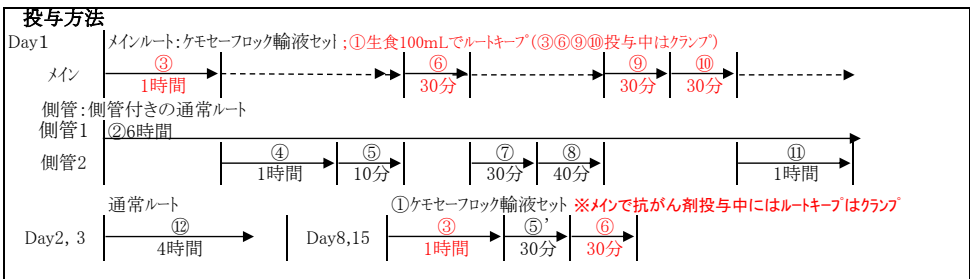 投与方法
Day1 メインルート：ケモセーフロック輸液セット；①生食100mLでルートキープ（③⑥⑨⑩投与中はクランプ）
メイン ③ ⑥ ⑨ ⑩
1時間 30分 30分 30分
側管：側管付きの通常ルート
側管1 ②6時間
側管2 ④ ⑤ ⑦ ⑧ ⑪
1時間 10分 30分 40分 1時間
通常ルート ①ケモセーフロック輸液セット ※メインで抗がん剤投与中にはルートキープはクランプ
Day2, 3 ⑫ Day8,15 ③ ⑤’ ⑥
4時間 1時間 30分 30分